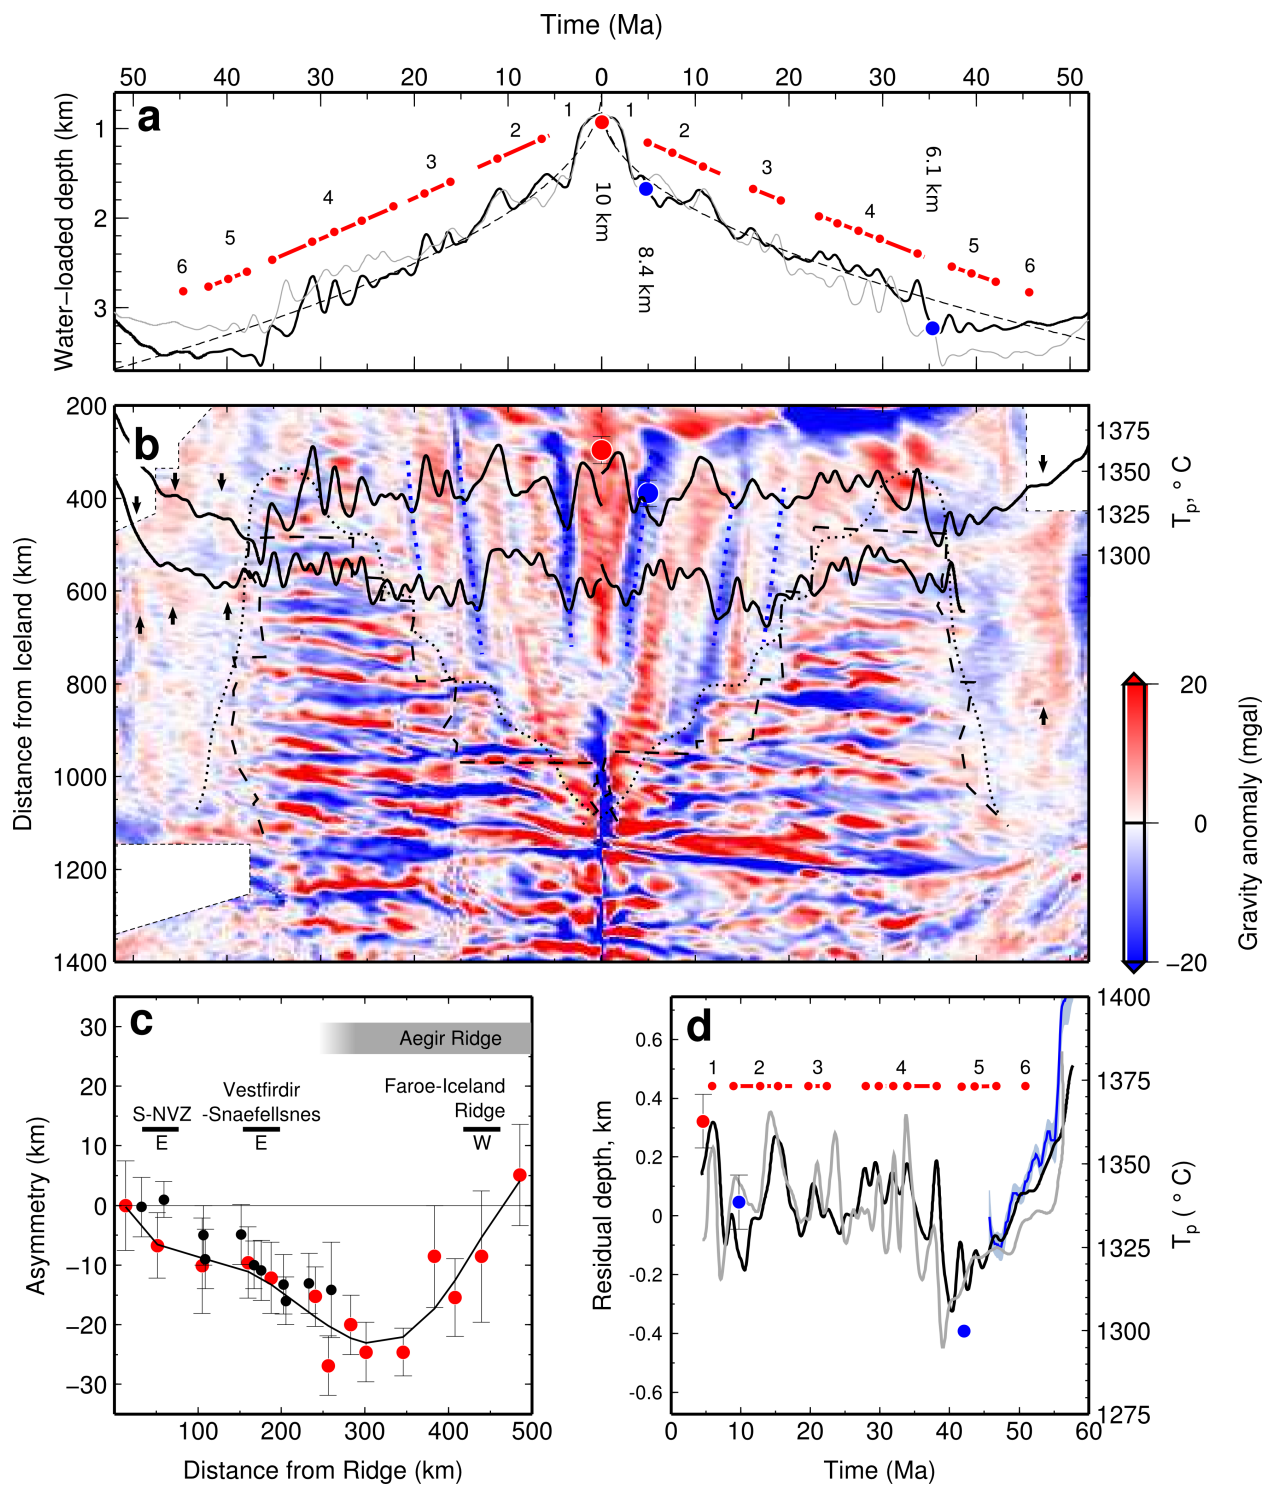 Time (Ma)
50 40 30 20 10 0 10 20 30 40 50
a
Water-loaded depth (km)
1
2
3
6 5 4 3 2 1 1 2 3 4 5 6
10 km
8.4 km
6.1 km
b
Distance from Iceland (km)
200
400
600
800
1000
1200
1400
1375
1350
1325
1300
Tp, °C
20
0
−20
Gravity anomaly (mgal)
c
Asymmetry (km)
30
20
10
0
−10
−20
−30
Aegir Ridge
Vestfirdir
-Snaefellsnes
S-NVZ
E
E
Faroe-Iceland
Ridge
W
100 200 300 400 500
Distance from Ridge (km)
d
Residual depth, km
0.6
0.4
0.2
0
-0.2
-0.4
-0.6
1 2 3 4 5 6
1400
1375
1350
1325
1300
1275
Tp ( °C)
0 10 20 30 40 50 60
Time (Ma)